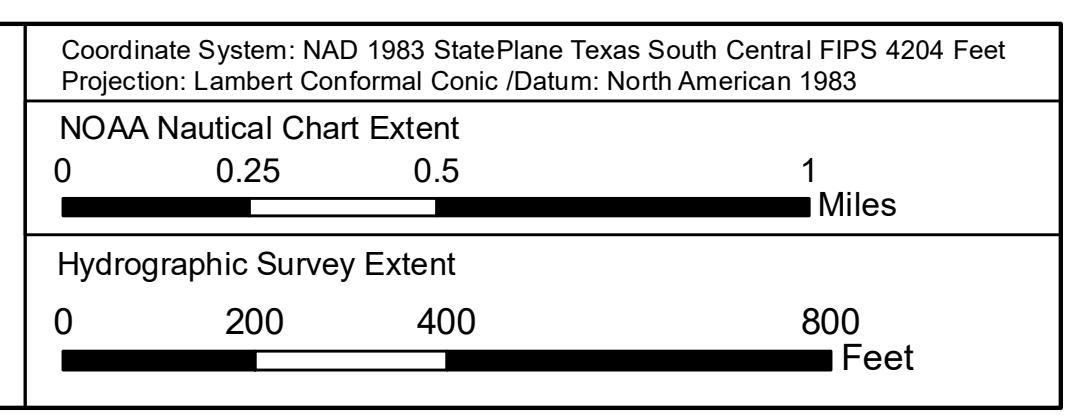 Coordinate System: NAD 1983 StatePlane Texas South Central FIPS 4204 Feet
Projection: Lambert Conformal Conic /Datum: North American 1983
NOAA Nautical Chart Extent
0 0.25 0.5 1
Miles
Hydrographic Survey Extent
0 200 400 800
Feet